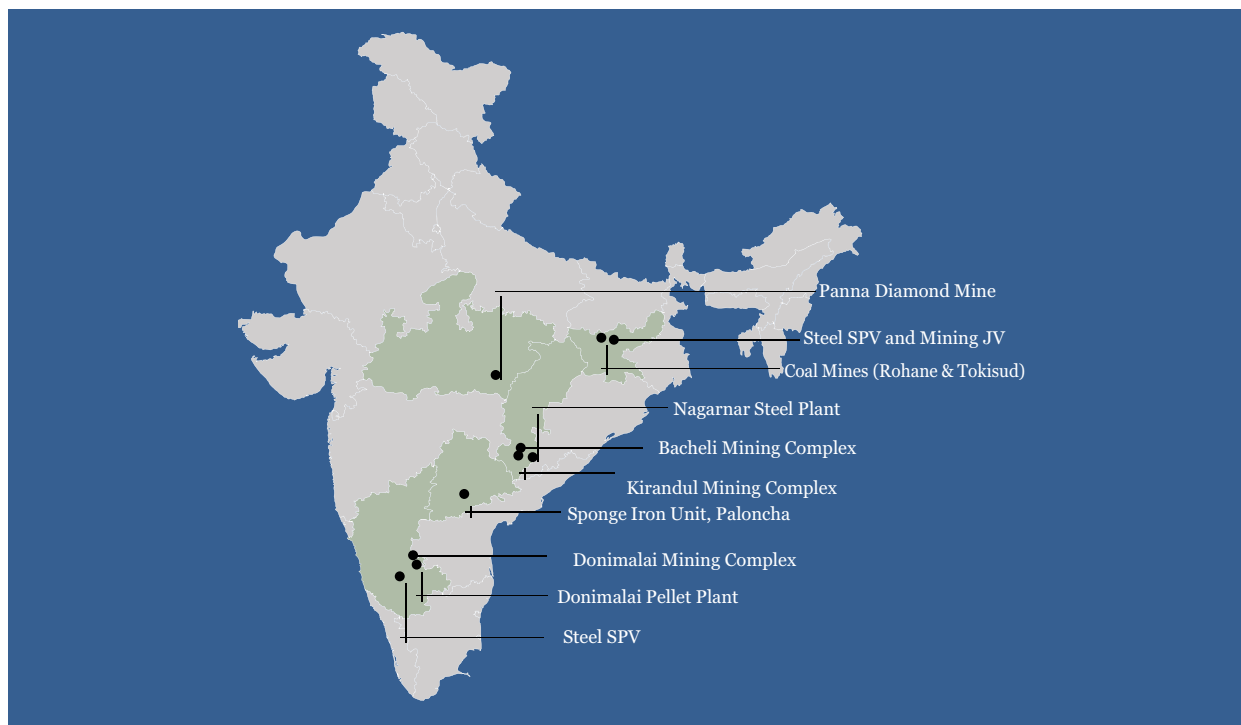 Panna Diamond Mine
Steel SPV and Mining JV
Coal Mines (Rohane & Tokisud)
Nagarnar Steel Plant
Bacheli Mining Complex
Kirandul Mining Complex
Sponge Iron Unit, Paloncha
Donimalai Mining Complex
Donimalai Pellet Plant
Steel SPV